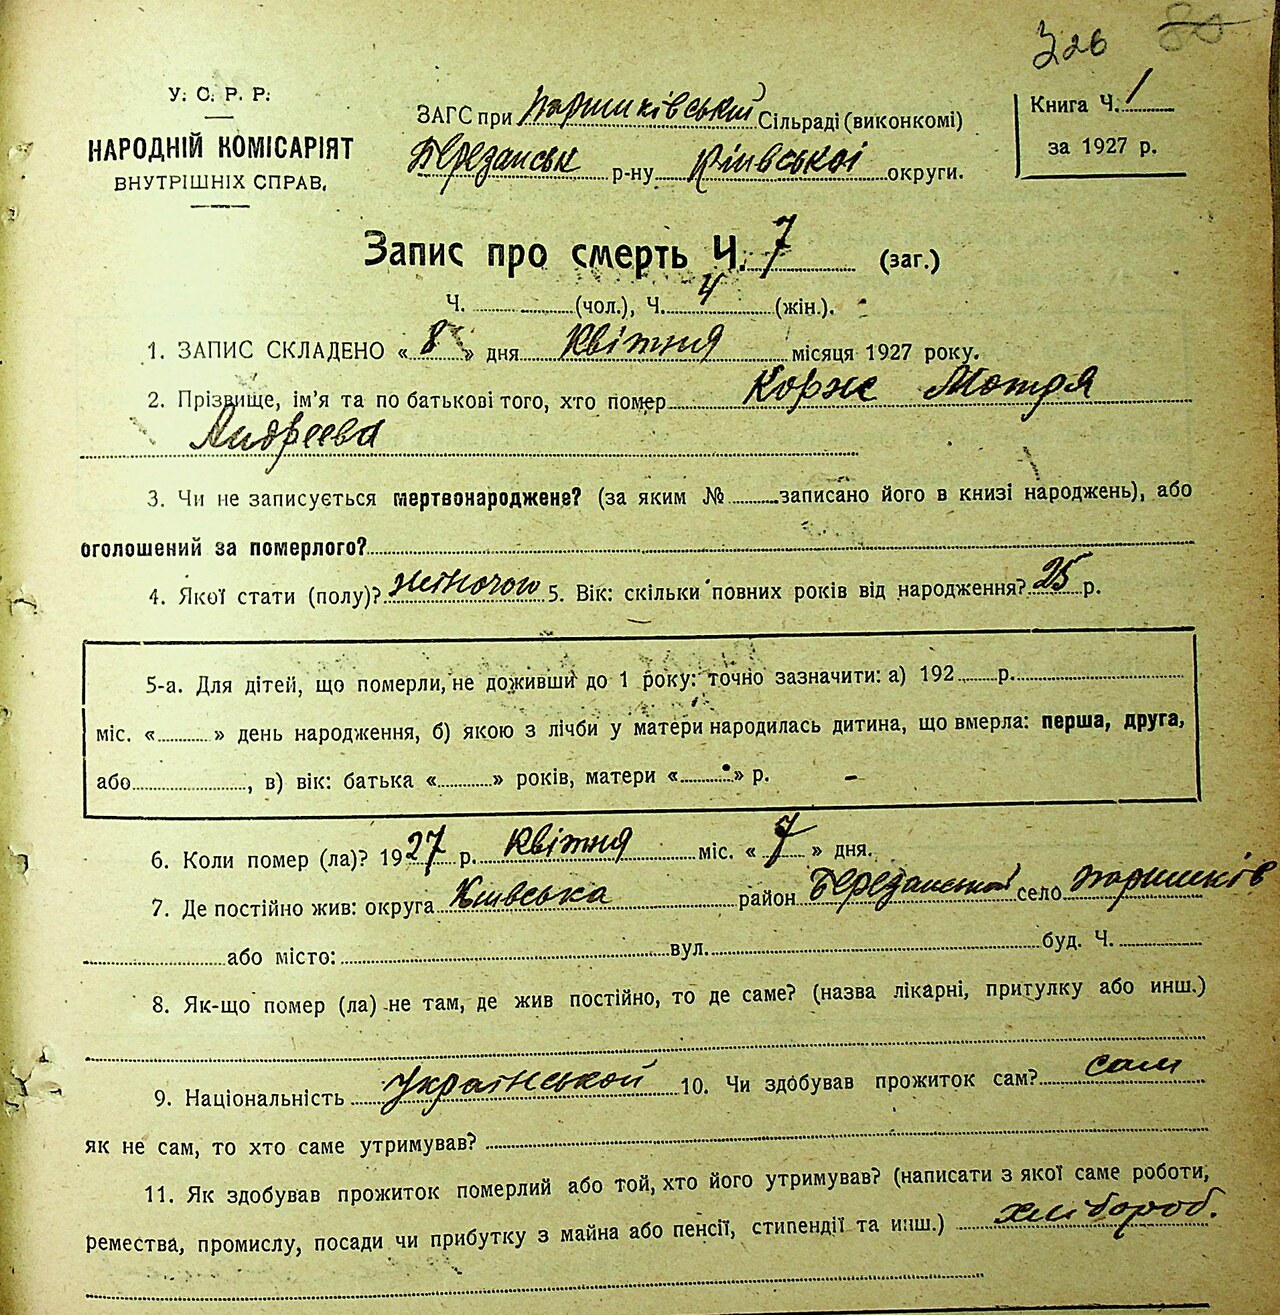 326 80
У. С. Р. Р.
НАРОДНІЙ КОМІСАРІЯТ
ВНУТРІШНІХ СПРАВ,
ЗАГС при Паришківський Сільраді (виконкомі)
Березанськ р-ну Київської округи.
Книга Ч. 1
за 1927 р.
Запис про смерть Ч. 7 (заг.)
Ч. (чол.), Ч. 4 (жін.).
1. ЗАПИС СКЛАДЕНО « 8 » дня Квітня місяця 1927 року.
2. Прізвище, ім'я та по батькові того, хто помер Корж Мотря
Андреева
3. Чи не записується мертвонароджене? (за яким № записано його в книзі народжень), або
оголошений за померлого?
4. Якої стати (полу)? жіночого 5. Вік: скільки повних років від народження? 25 р.
5-а. Для дітей, що померли, не доживши до 1 року: точно зазначити: а) 192 р.
міс. « » день народження, б) якою з лічби у матери народилась дитина, що вмерла: перша, друга,
або , в) вік: батька « » років, матери « » р. -
6. Коли помер (ла)? 1927 р. Квітня міс. « 7 » дня.
7. Де постійно жив: округа Київська район Березанський село Паришків
або місто: вул. буд. Ч.
8. Як-що помер (ла) не там, де жив постійно, то де саме? (назва лікарні, притулку або инш.)
9. Національність Української 10. Чи здобував прожиток сам? сам
як не сам, то хто саме утримував?
11. Як здобував прожиток померлий або той, хто його утримував? (написати з якої саме роботи,
ремества, промислу, посади чи прибутку з майна або пенсії, стипендії та инш.) хлібороб.